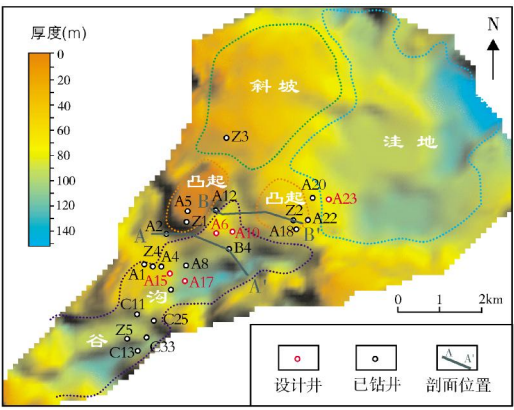 厚度(m)
0
20
40
60
80
100
120
140
N
斜坡
Z3
洼地
凸起
凸起
A5
B
A12
A20
A23
Z1
Z2
A22
A2
A
A6
A10
A18
B'
B4
Z4
A1
A4
A8
A15
A17
A'
沟
C11
C25
谷
Z5
C33
C13
0
1
2km
A
A'
设计井
已钻井
剖面位置